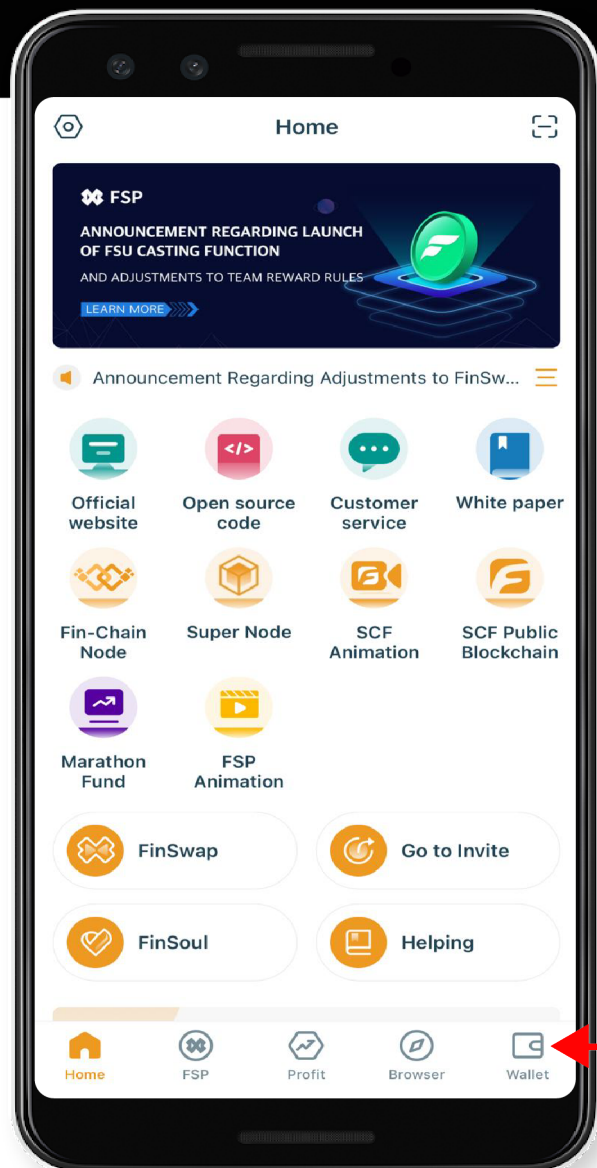 Home
FSP
ANNOUNCEMENT REGARDING LAUNCH
OF FSU CASTING FUNCTION
AND ADJUSTMENTS TO TEAM REWARD RULES
LEARN MORE
Announcement Regarding Adjustments to FinSw...
Official
website
Open source
code
Customer
service
White paper
Fin-Chain
Node
Super Node
SCF
Animation
SCF Public
Blockchain
Marathon
Fund
FSP
Animation
FinSwap
Go to Invite
FinSoul
Helping
Home
FSP
Profit
Browser
Wallet